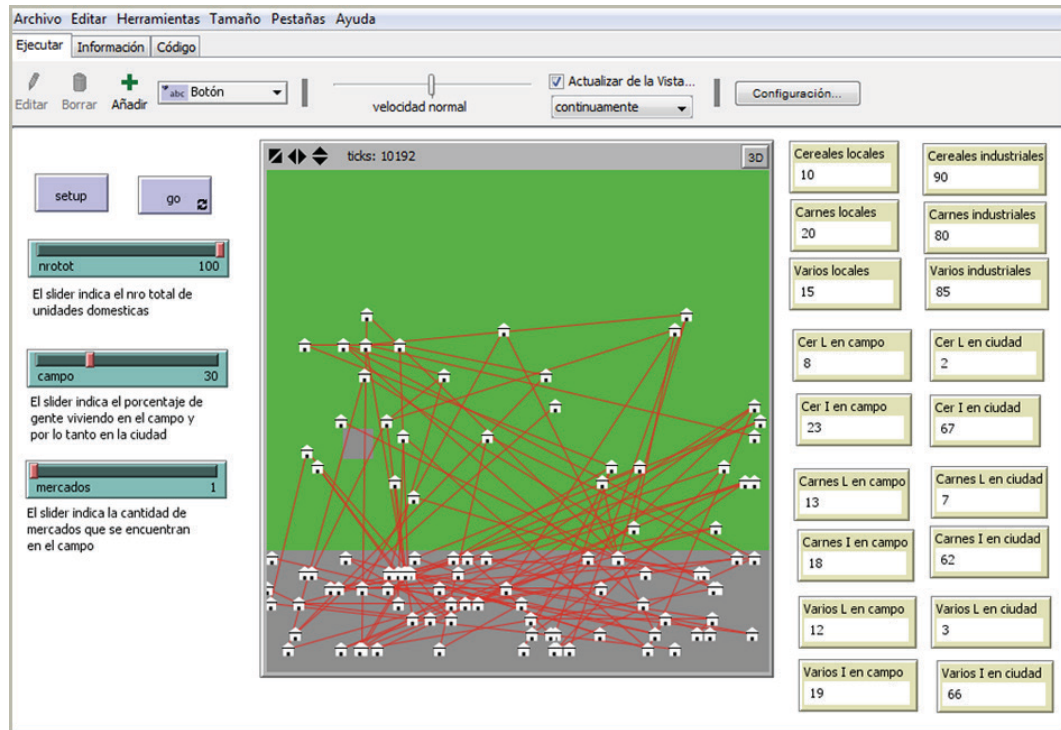 Archivo Editar Herramientas Tamaño Pestañas Ayuda
Ejecutar Información Código
Editar Borrar Añadir abc Botón
velocidad normal
Actualizar de la Vista...
continuamente
Configuración...
ticks: 10192
3D
setup
go
nrotot 100
El slider indica el nro total de
unidades domesticas
campo 30
El slider indica el porcentaje de
gente viviendo en el campo y
por lo tanto en la ciudad
mercados 1
El slider indica la cantidad de
mercados que se encuentran
en el campo
Cereales locales
10
Cereales industriales
90
Carnes locales
20
Carnes industriales
80
Varios locales
15
Varios industriales
85
Cer L en campo
8
Cer L en ciudad
2
Cer I en campo
23
Cer I en ciudad
67
Carnes L en campo
13
Carnes L en ciudad
7
Carnes I en campo
18
Carnes I en ciudad
62
Varios L en campo
12
Varios L en ciudad
3
Varios I en campo
19
Varios I en ciudad
66